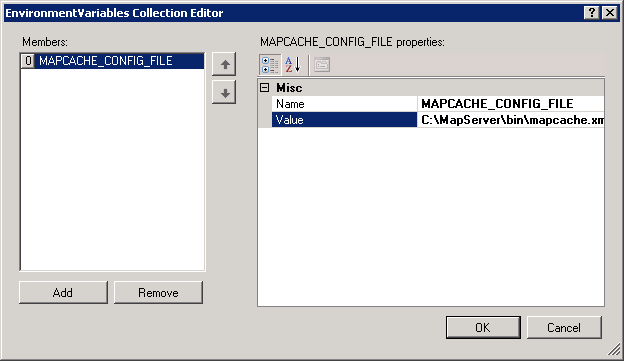 EnvironmentVariables Collection Editor
Members:
0 MAPCACHE_CONFIG_FILE
Add
Remove
MAPCACHE_CONFIG_FILE properties:
Misc
Name MAPCACHE_CONFIG_FILE
Value C:\MapServer\bin\mapcache.xm
OK
Cancel